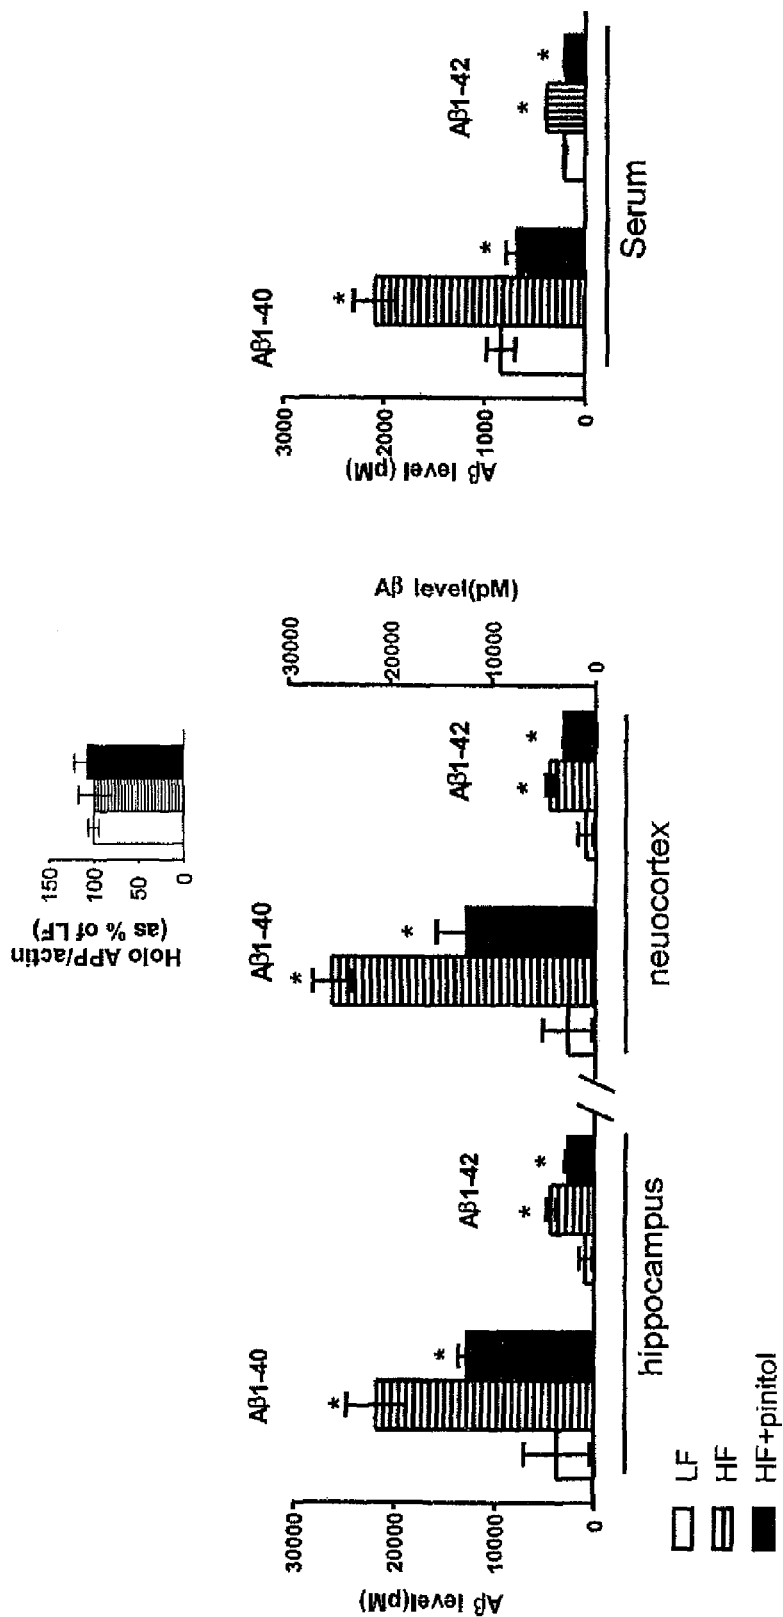 Holo APP/actin
(as % of LF)
150
100
50
0
Aβ level(pM)
30000
20000
10000
0
Aβ1-40
*
*
Aβ1-42
*
*
hippocampus
Aβ1-40
*
*
Aβ1-42
*
*
neuocortex
30000
20000
10000
0
Aβ level(pM)
Aβ level (pM)
3000
2000
1000
0
Aβ1-40
*
*
Aβ1-42
*
*
Serum
LF
HF
HF+pinitol